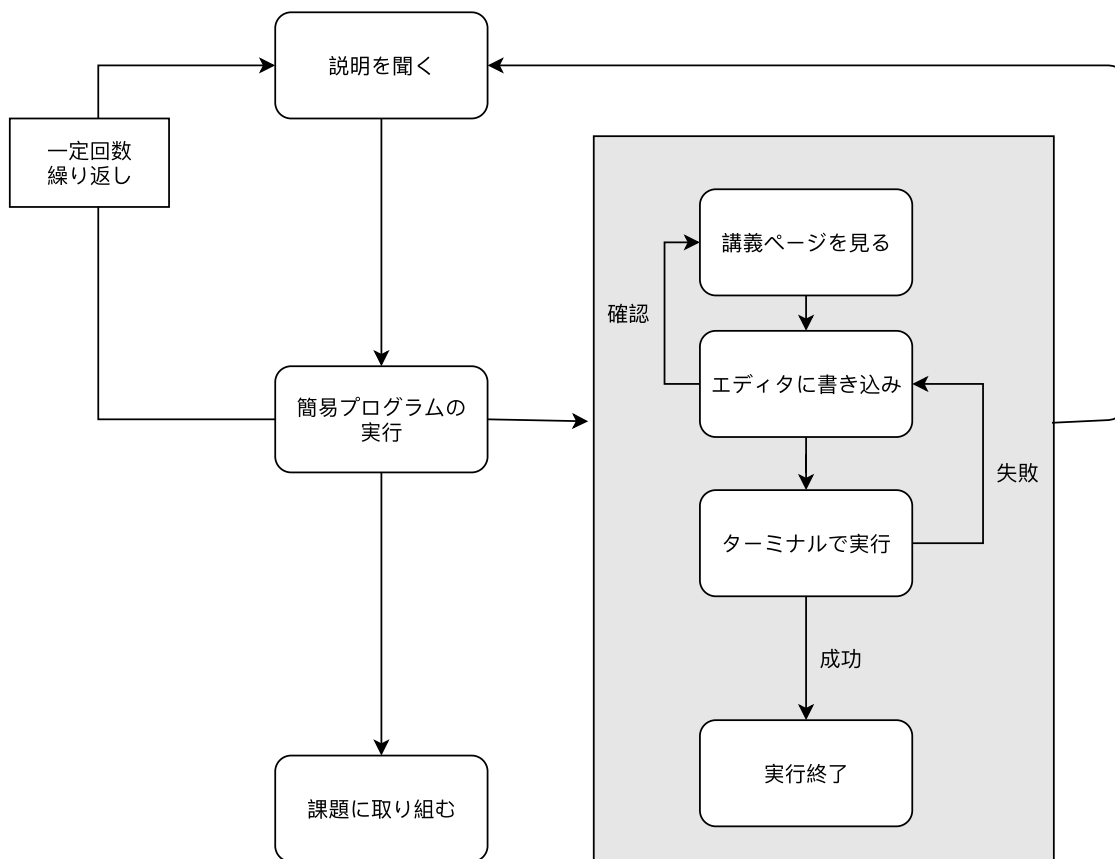 説明を聞く
一定回数
繰り返し
講義ページを見る
確認
エディタに書き込み
簡易プログラムの
実行
失敗
ターミナルで実行
成功
実行終了
課題に取り組む